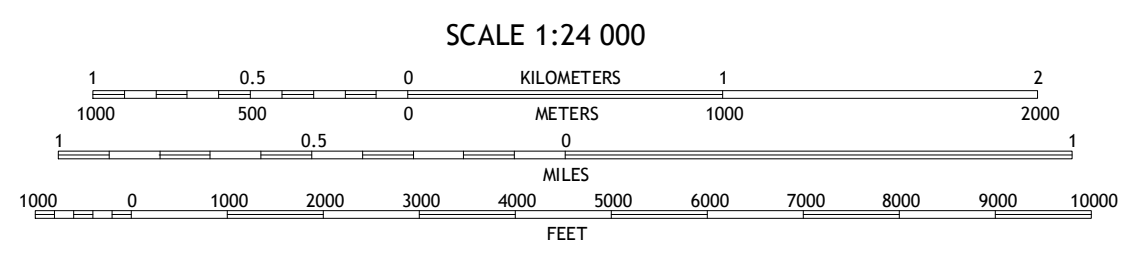 SCALE 1:24 000
1 0.5 0 KILOMETERS 1 2
1000 500 0 METERS 1000 2000
1 0.5 0 1
MILES
1000 0 1000 2000 3000 4000 5000 6000 7000 8000 9000 10000
FEET